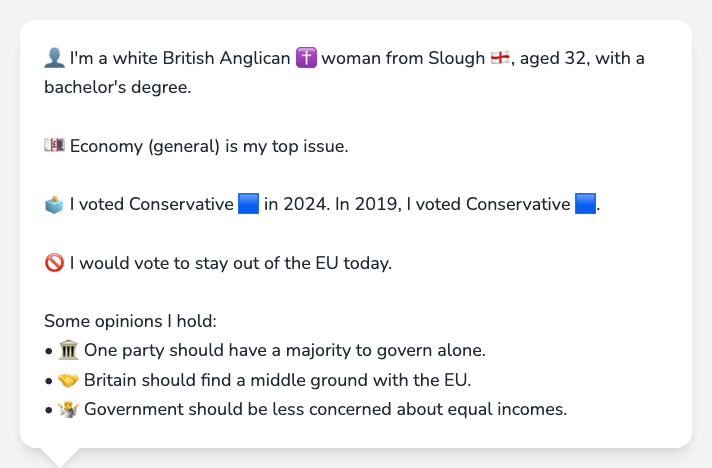 👤 I'm a white British Anglican ✝️ woman from Slough 🏴󠁧󠁢󠁥󠁮󠁧󠁿, aged 32, with a
bachelor's degree.
💷 Economy (general) is my top issue.
🗳️ I voted Conservative 🟦 in 2024. In 2019, I voted Conservative 🟦.
🚫 I would vote to stay out of the EU today.
Some opinions I hold:
• 🏛️ One party should have a majority to govern alone.
• 🤝 Britain should find a middle ground with the EU.
• 🤷 Government should be less concerned about equal incomes.